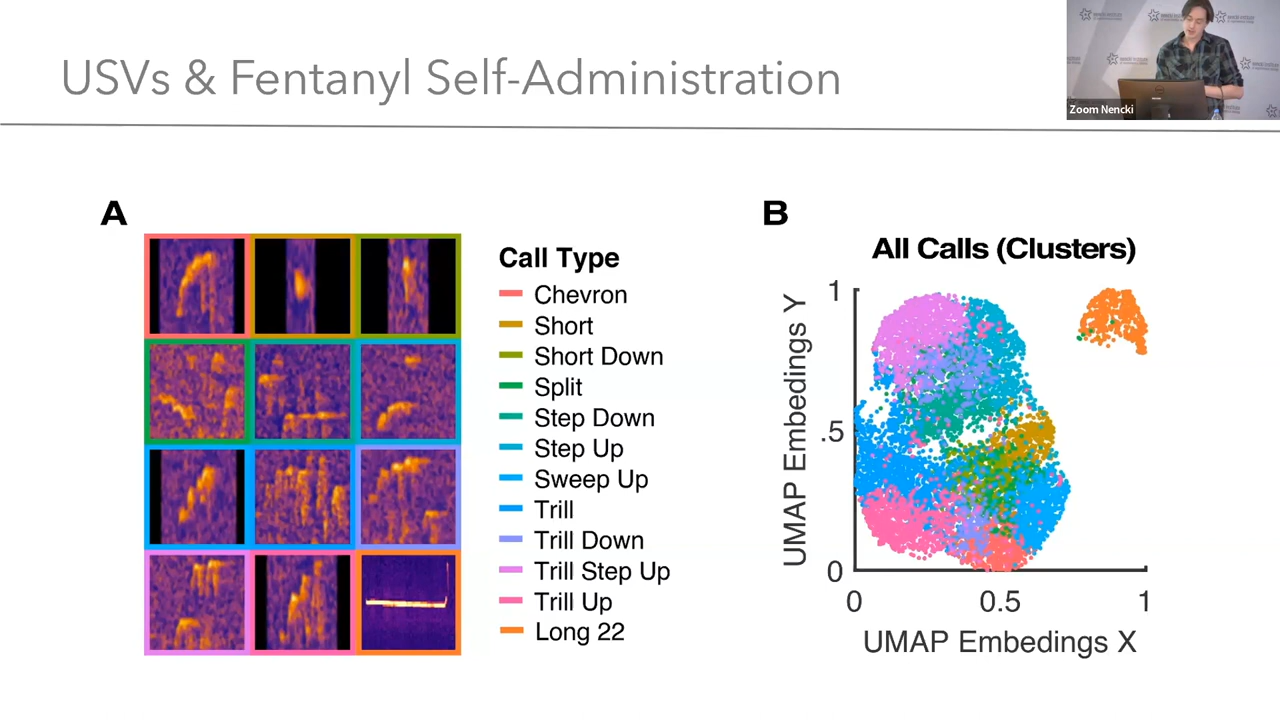 USVs & Fentanyl Self-Administration
Zoom Nencki
A
Call Type
Chevron
Short
Short Down
Split
Step Down
Step Up
Sweep Up
Trill
Trill Down
Trill Step Up
Trill Up
Long 22
B
All Calls (Clusters)
UMAP Embedings Y
1
.5
0
0
0.5
1
UMAP Embedings X